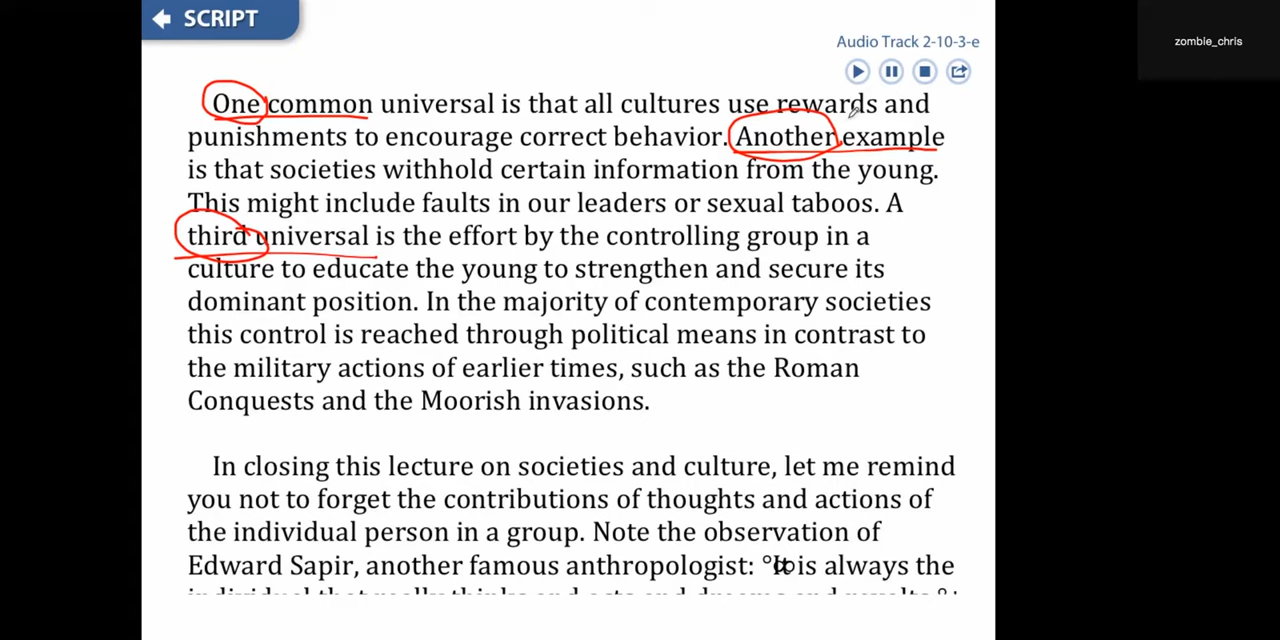 SCRIPT
zombie_chris
Audio Track 2-10-3-e
One common universal is that all cultures use rewards and
punishments to encourage correct behavior. Another example
is that societies withhold certain information from the young.
This might include faults in our leaders or sexual taboos. A
third universal is the effort by the controlling group in a
culture to educate the young to strengthen and secure its
dominant position. In the majority of contemporary societies
this control is reached through political means in contrast to
the military actions of earlier times, such as the Roman
Conquests and the Moorish invasions.
In closing this lecture on societies and culture, let me remind
you not to forget the contributions of thoughts and actions of
the individual person in a group. Note the observation of
Edward Sapir, another famous anthropologist: is always the